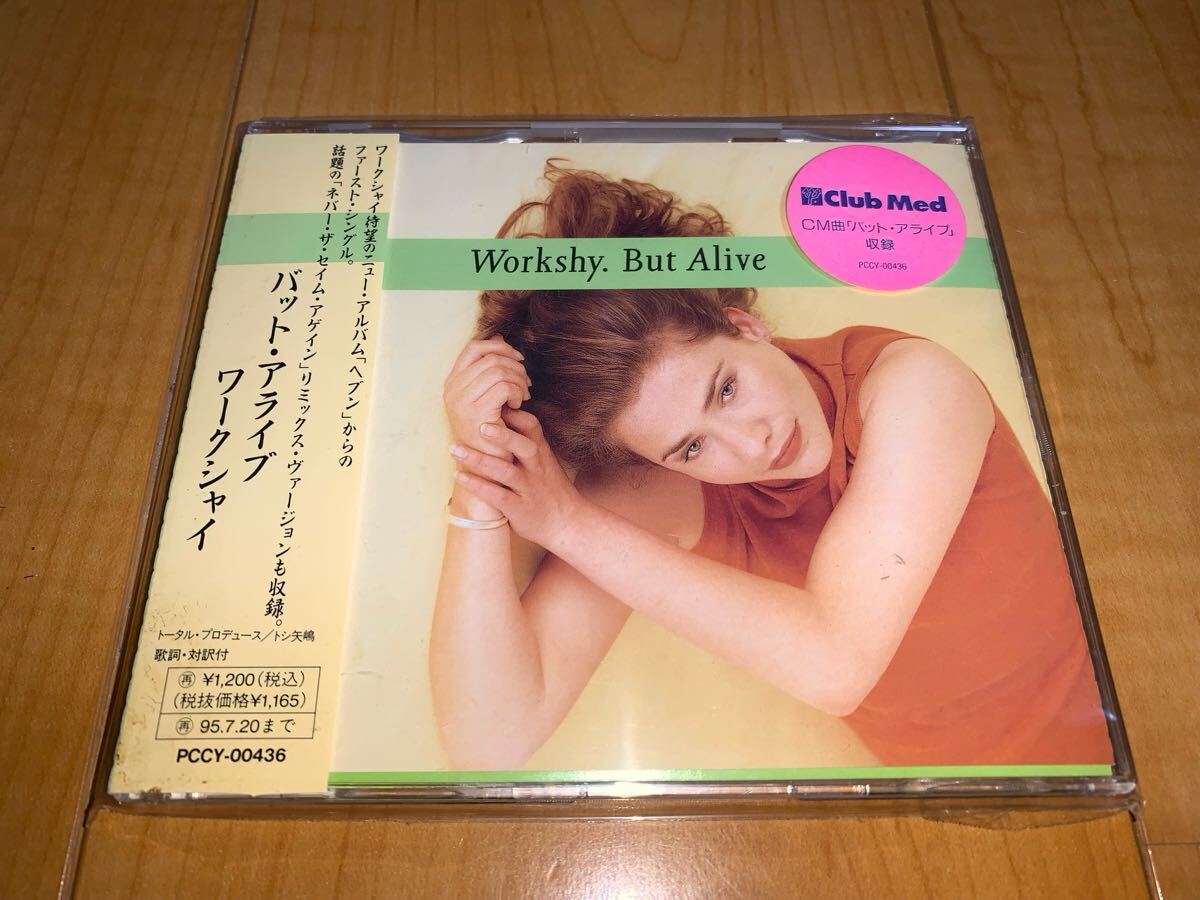 ワークシャイ待望のニュー・アルバム「ヘブン」からの
ファースト・シングル。
話題の「ネバー・ザ・セイム・アゲイン」リミックス・ヴァージョンも収録。
バット・アライブ
ワークシャイ
トータル・プロデュース/トシ矢嶋
歌詞・対訳付
再 ¥1,200(税込)
(税抜価格¥1,165)
再 95.7.20まで
PCCY-00436
Workshy. But Alive
Club Med
CM曲「バット・アライブ」
収録
PCCY-00436